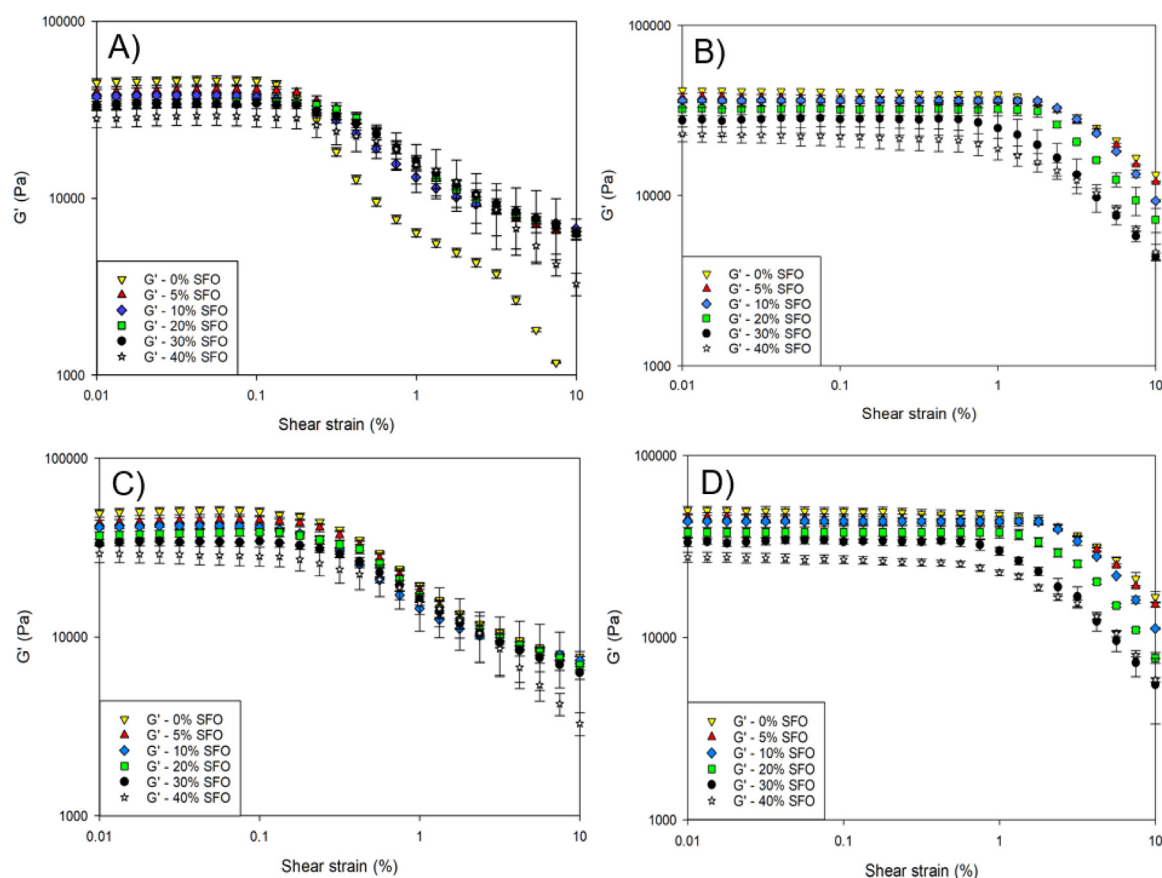 A)
100000
10000
1000
G' (Pa)
G' - 0% SFO
G' - 5% SFO
G' - 10% SFO
G' - 20% SFO
G' - 30% SFO
G' - 40% SFO
0.01 0.1 1 10
Shear strain (%)
B)
100000
10000
1000
G' (Pa)
G' - 0% SFO
G' - 5% SFO
G' - 10% SFO
G' - 20% SFO
G' - 30% SFO
G' - 40% SFO
0.01 0.1 1 10
Shear strain (%)
C)
100000
10000
1000
G' (Pa)
G' - 0% SFO
G' - 5% SFO
G' - 10% SFO
G' - 20% SFO
G' - 30% SFO
G' - 40% SFO
0.01 0.1 1 10
Shear strain (%)
D)
100000
10000
1000
G' (Pa)
G' - 0% SFO
G' - 5% SFO
G' - 10% SFO
G' - 20% SFO
G' - 30% SFO
G' - 40% SFO
0.01 0.1 1 10
Shear strain (%)